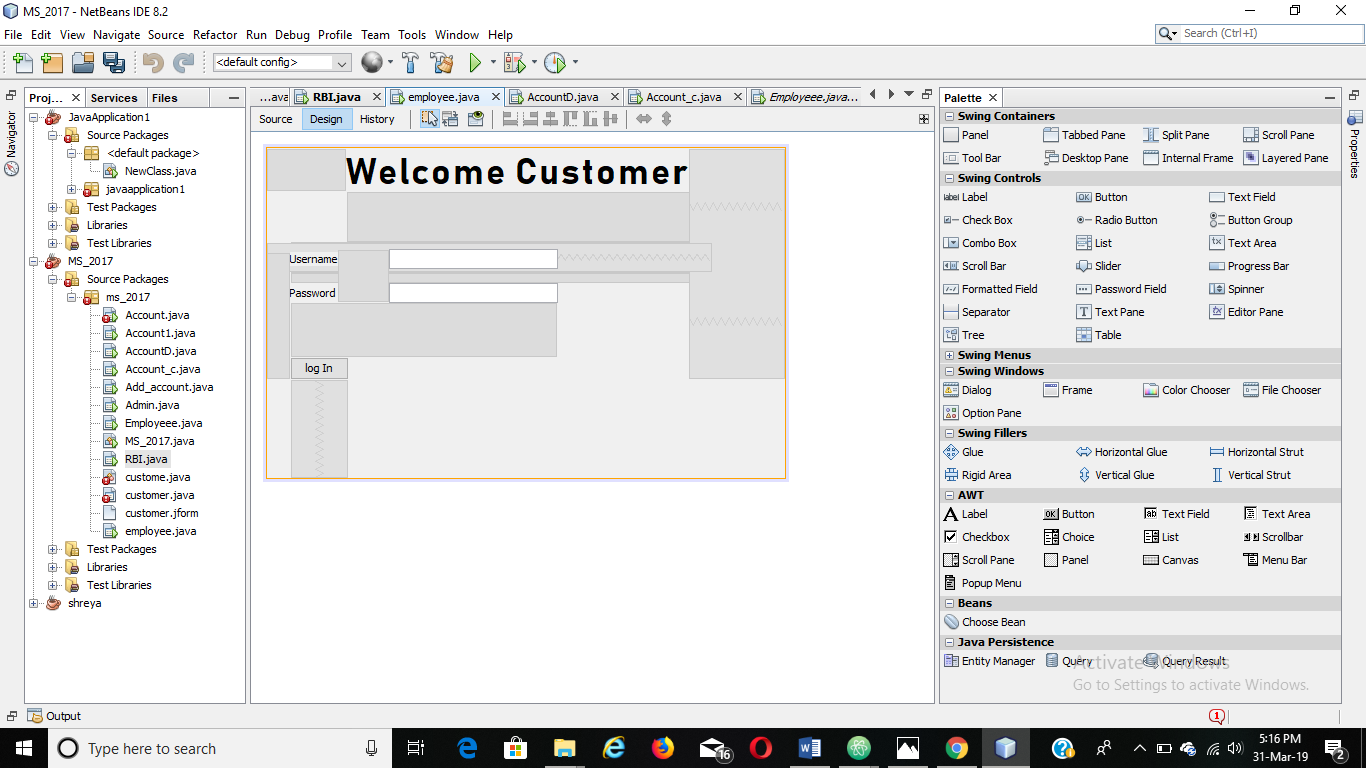 MS_2017 - NetBeans IDE 8.2
File Edit View Navigate Source Refactor Run Debug Profile Team Tools Window Help
Search (Ctrl+I)
<default config>
Proj... Services Files
Navigator
JavaApplication1
Source Packages
<default package>
NewClass.java
javaapplication1
Test Packages
Libraries
Test Libraries
MS_2017
Source Packages
ms_2017
Account.java
Account1.java
AccountD.java
Account_c.java
Add_account.java
Admin.java
Employeee.java
MS_2017.java
RBI.java
custome.java
customer.java
customer.jform
employee.java
Test Packages
Libraries
Test Libraries
shreya
...ava RBI.java employee.java AccountD.java Account_c.java Employeee.java...
Source Design History
Welcome Customer
Username
Password
log In
Palette
Properties
Swing Containers
Panel Tabbed Pane Split Pane Scroll Pane
Tool Bar Desktop Pane Internal Frame Layered Pane
Swing Controls
label Label OK Button Text Field
Check Box Radio Button Button Group
Combo Box List tx Text Area
Scroll Bar Slider Progress Bar
Formatted Field Password Field Spinner
Separator T Text Pane Editor Pane
Tree Table
Swing Menus
Swing Windows
Dialog Frame Color Chooser File Chooser
Option Pane
Swing Fillers
Glue Horizontal Glue Horizontal Strut
Rigid Area Vertical Glue Vertical Strut
AWT
A Label OK Button ab Text Field Text Area
Checkbox Choice List Scrollbar
Scroll Pane Panel Canvas Menu Bar
Popup Menu
Beans
Choose Bean
Java Persistence
Entity Manager Query Query Result
Activate Windows
Go to Settings to activate Windows.
Output
1
Type here to search
16
5:16 PM
31-Mar-19
2